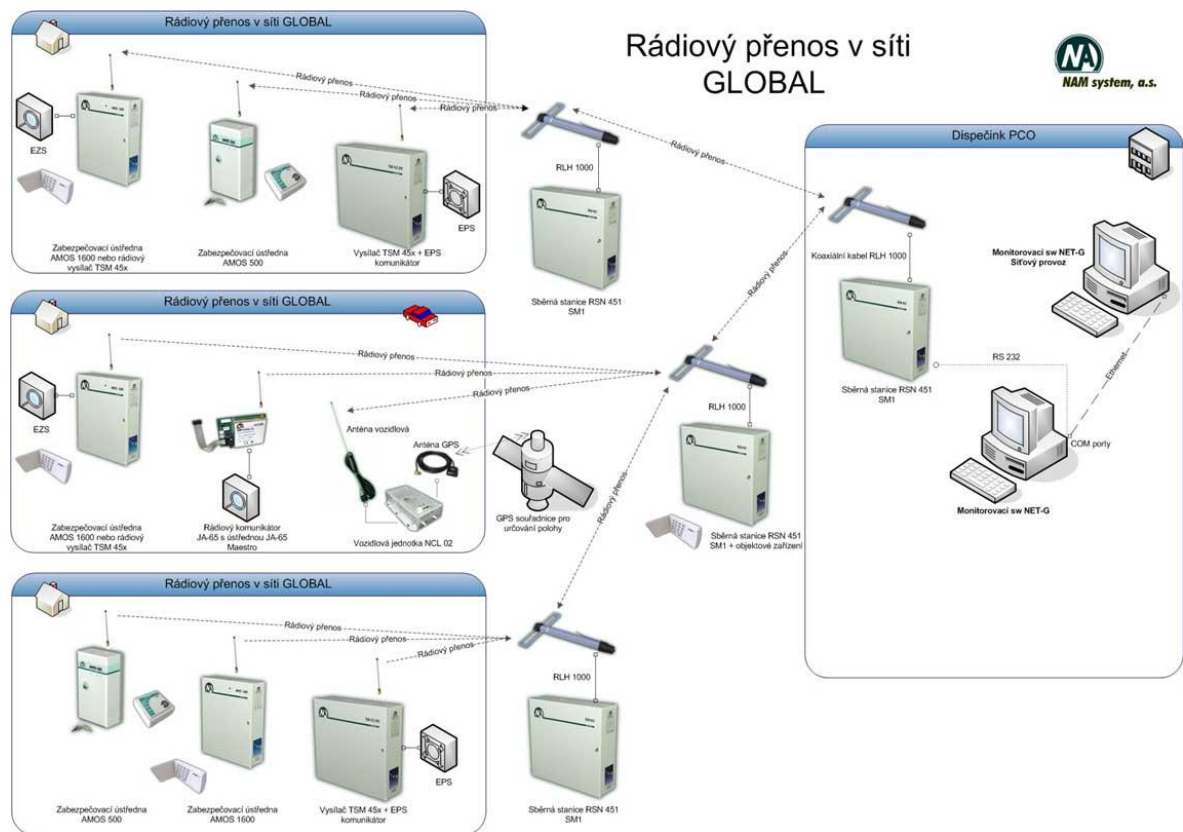 Rádiový přenos v síti
GLOBAL
NAM system, a.s.
Rádiový přenos v síti GLOBAL
Rádiový přenos
Rádiový přenos
Rádiový přenos
EZS
EPS
Zabezpečovací ústředna
AMOS 1600 nebo rádiový
vysílač TSM 45x
Zabezpečovací ústředna
AMOS 500
Vysílač TSM 45x + EPS
komunikátor
RLH 1000
Sběrná stanice RSN 451
SM1
Rádiový přenos
Rádiový přenos
Dispečink PCO
Koaxiální kabel RLH 1000
Monitorovací sw NET-G
Síťový provoz
Sběrná stanice RSN 451
SM1
RS 232
Ethernet
COM porty
Monitorovací sw NET-G
Rádiový přenos v síti GLOBAL
Rádiový přenos
Rádiový přenos
Rádiový přenos
EZS
Anténa vozidlová
Anténa GPS
Zabezpečovací ústředna
AMOS 1600 nebo rádiový
vysílač TSM 45x
Rádiový komunikátor
JA-65 s ústřednou JA-65
Maestro
Vozidlová jednotka NCL 02
GPS souřadnice pro
určování polohy
RLH 1000
Sběrná stanice RSN 451
SM1 + objektové zařízení
Rádiový přenos
Rádiový přenos v síti GLOBAL
Rádiový přenos
Rádiový přenos
Rádiový přenos
EPS
Zabezpečovací ústředna
AMOS 500
Zabezpečovací ústředna
AMOS 1600
Vysílač TSM 45x + EPS
komunikátor
RLH 1000
Sběrná stanice RSN 451
SM1